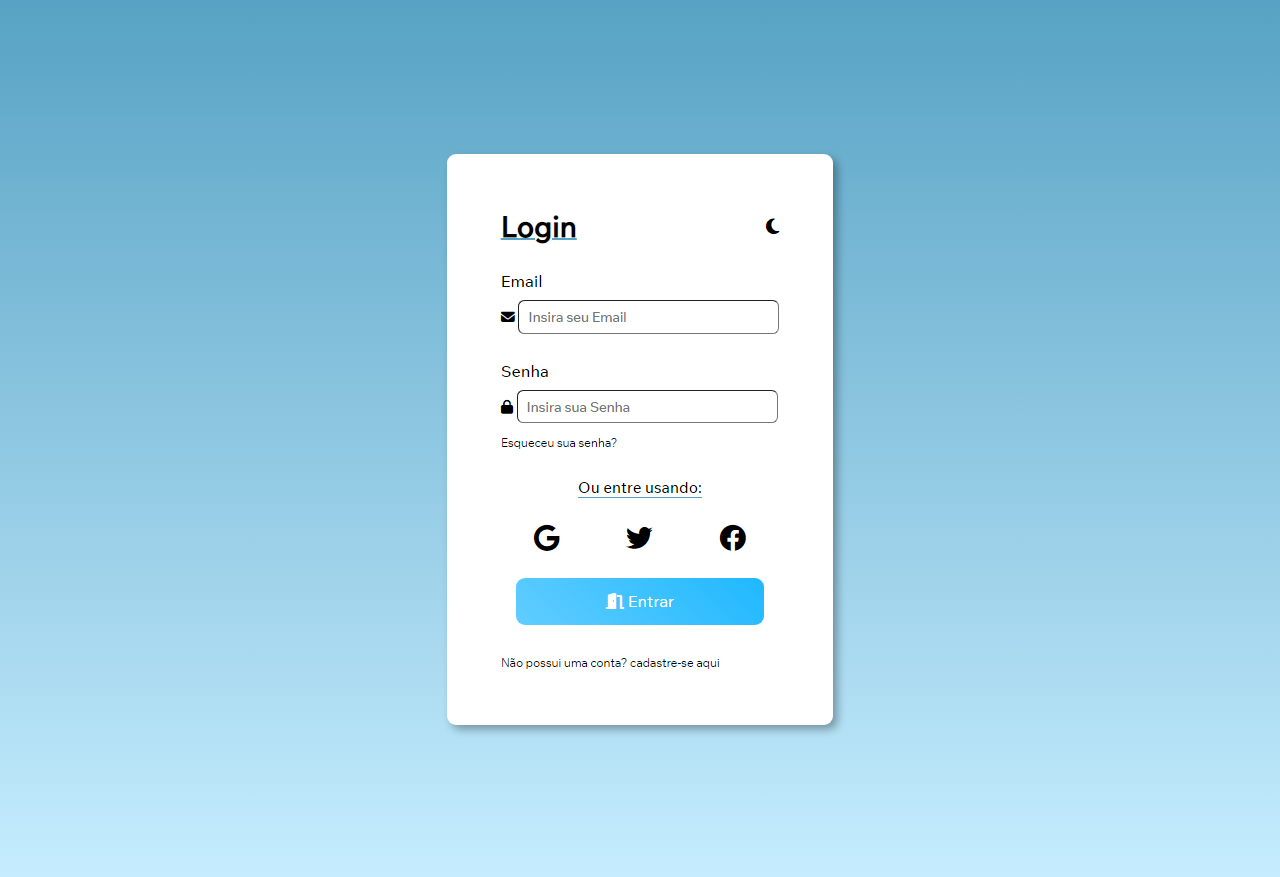 Login
Email
Insira seu Email
Senha
Insira sua Senha
Esqueceu sua senha?
Ou entre usando:
Entrar
Não possui uma conta? cadastre-se aqui